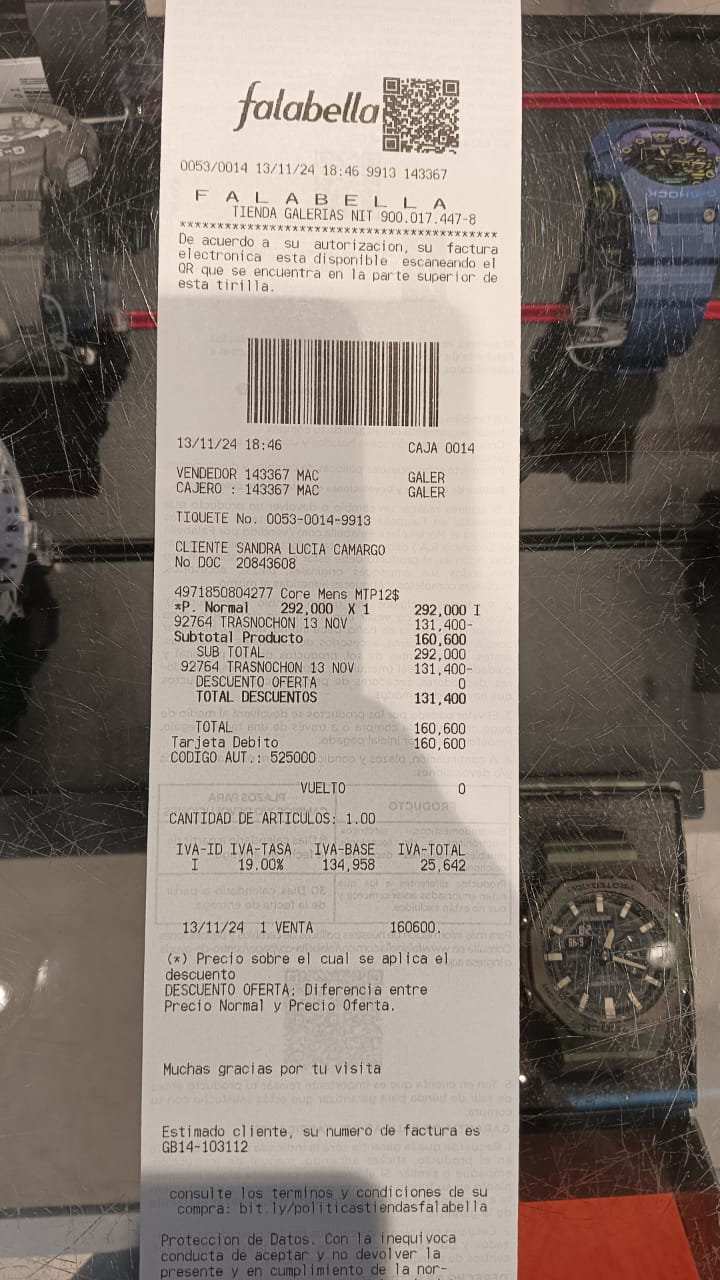 falabella
0053/0014 13/11/24 18:46 9913 143367
F A L A B E L L A
TIENDA GALERIAS NIT 900.017.447-8
******************************************
De acuerdo a su autorizacion, su factura
electronica esta disponible escaneando el
QR que se encuentra en la parte superior de
esta tirilla.
13/11/24 18:46 CAJA 0014
VENDEDOR 143367 MAC GALER
CAJERO : 143367 MAC GALER
TIQUETE No. 0053-0014-9913
CLIENTE SANDRA LUCIA CAMARGO
No DOC 20843608
4971850804277 Core Mens MTP12$
*P. Normal 292,000 X 1 292,000 I
92764 TRASNOCHON 13 NOV 131,400-
Subtotal Producto 160,600
SUB TOTAL 292,000
92764 TRASNOCHON 13 NOV 131,400-
DESCUENTO OFERTA 0
TOTAL DESCUENTOS 131,400
TOTAL 160,600
Tarjeta Debito 160,600
CODIGO AUT.: 525000
VUELTO 0
CANTIDAD DE ARTICULOS: 1.00
IVA-ID IVA-TASA IVA-BASE IVA-TOTAL
I 19.00% 134,958 25,642
13/11/24 1 VENTA 160600.
(*) Precio sobre el cual se aplica el
descuento
DESCUENTO OFERTA: Diferencia entre
Precio Normal y Precio Oferta.
Muchas gracias por tu visita
Estimado cliente, su numero de factura es
GB14-103112
consulte los terminos y condiciones de su
compra: bit.ly/politicastiendasfalabella
Proteccion de Datos. Con la inequivoca
conducta de aceptar y no devolver la
presente y en cumplimiento de la nor-
G-SHOCK